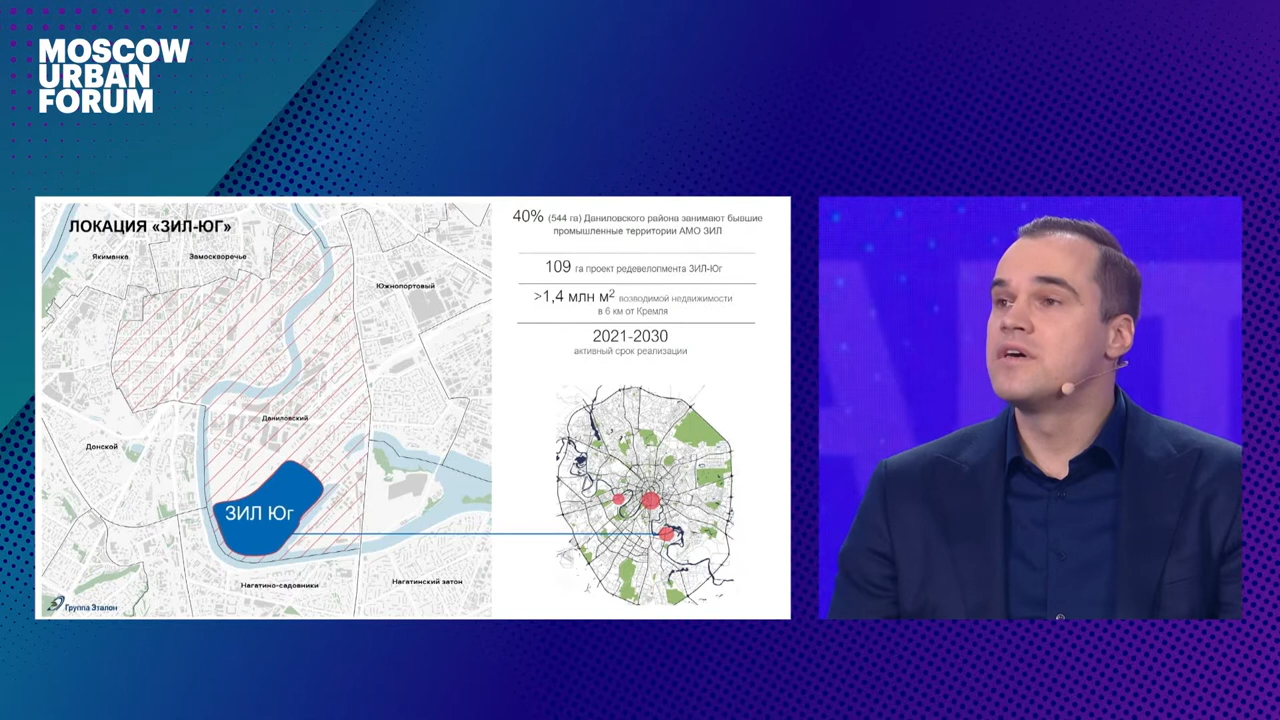 MOSCOW
URBAN
FORUM
ЛОКАЦИЯ «ЗИЛ-ЮГ»
Якиманка
Замоскворечье
Южнопортовый
Даниловский
Донской
ЗИЛ Юг
Нагатино-садовники
Нагатинский затон
Группа Эталон
40% (544 га) Даниловского района занимают бывшие
промышленные территории АМО ЗИЛ
109 га проект редевелопмента ЗИЛ-Юг
>1,4 млн м² возводимой недвижимости
в 6 км от Кремля
2021-2030
активный срок реализации